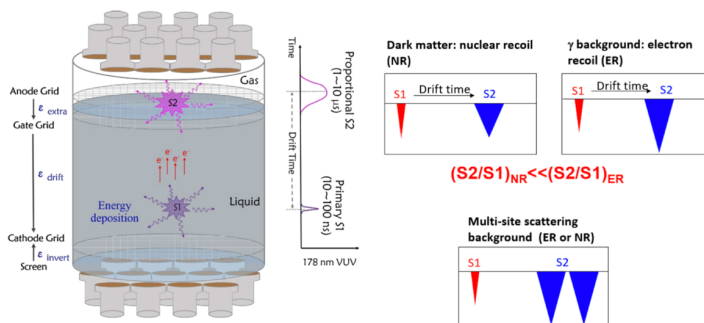 Anode Grid
ε extra
Gate Grid
ε drift
Cathode Grid
ε invert
Screen
Gas
S2
e- e- e- e-
Energy
deposition
S1
Liquid
Time
Proportional S2
(1~10 μs)
Drift Time
Primary S1
(10~100 ns)
178 nm VUV
Dark matter: nuclear recoil
(NR)
S1 Drift time S2
γ background: electron
recoil (ER)
S1 Drift time S2
(S2/S1)NR<<(S2/S1)ER
Multi-site scattering
background (ER or NR)
S1 S2